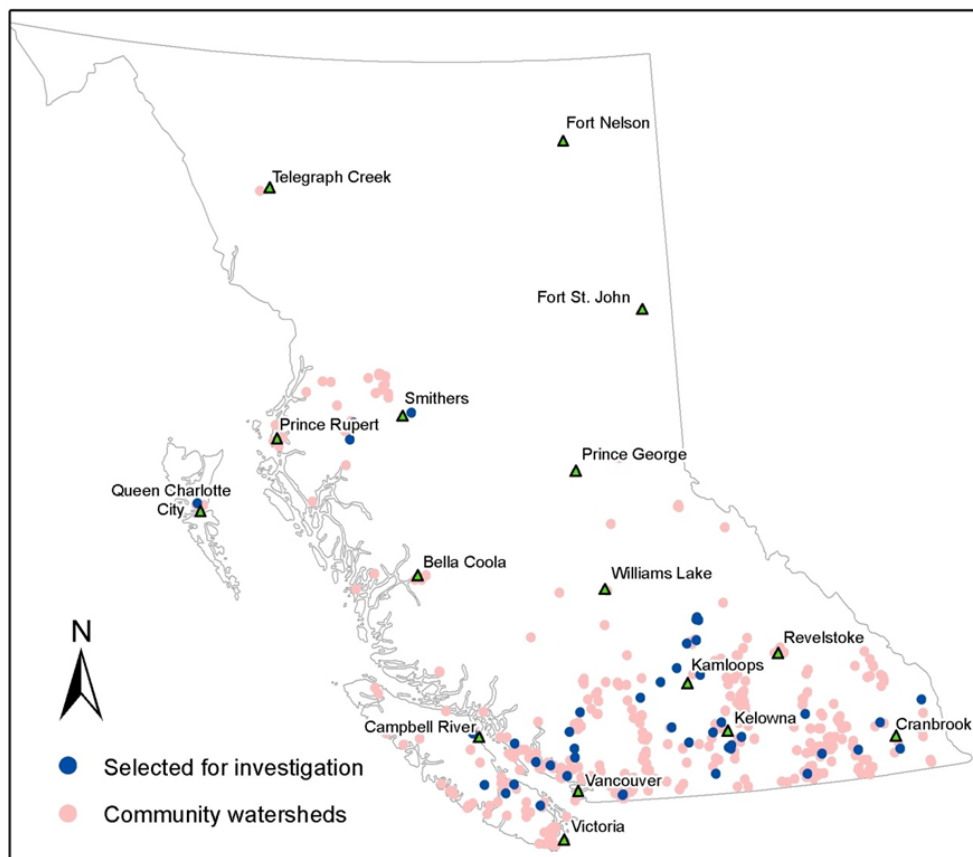 Fort Nelson
Telegraph Creek
Fort St. John
Smithers
Prince Rupert
Prince George
Queen Charlotte
City
Bella Coola
Williams Lake
N
Revelstoke
Kamloops
Campbell River
Kelowna
Cranbrook
Selected for investigation
Vancouver
Community watersheds
Victoria